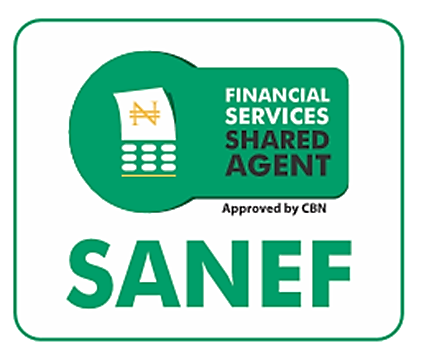 ₦
FINANCIAL
SERVICES
SHARED
AGENT
Approved by CBN
SANEF